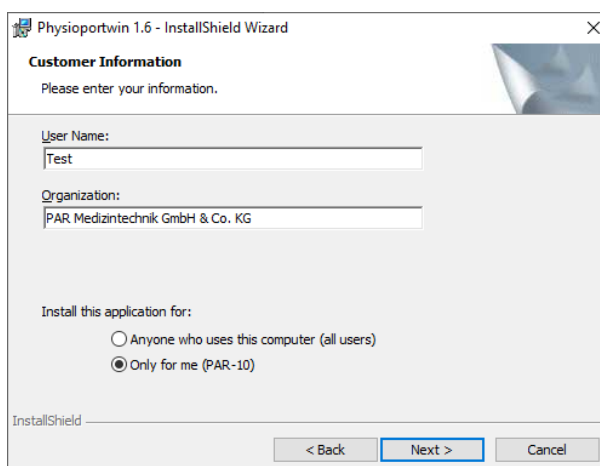 Physioportwin 1.6 - InstallShield Wizard
Customer Information
Please enter your information.
User Name:
Test
Organization:
PAR Medizintechnik GmbH & Co. KG
Install this application for:
Anyone who uses this computer (all users)
Only for me (PAR-10)
InstallShield
< Back
Next >
Cancel